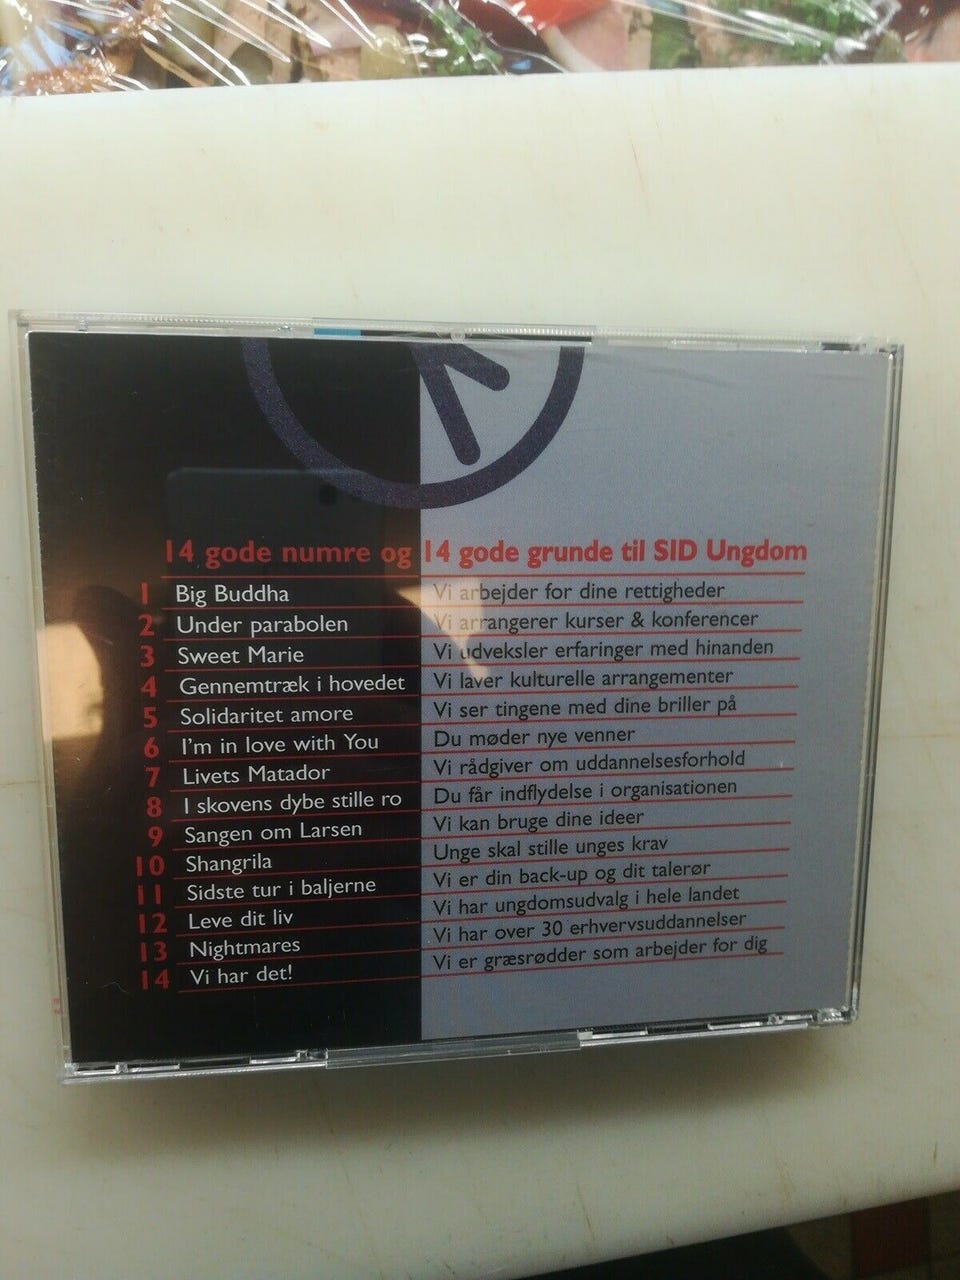 14 gode numre og 14 gode grunde til SID Ungdom
1 Big Buddha Vi arbejder for dine rettigheder
2 Under parabolen Vi arrangerer kurser & konferencer
3 Sweet Marie Vi udveksler erfaringer med hinanden
4 Gennemtræk i hovedet Vi laver kulturelle arrangementer
5 Solidaritet amore Vi ser tingene med dine briller på
6 I'm in love with You Du møder nye venner
7 Livets Matador Vi rådgiver om uddannelsesforhold
8 I skovens dybe stille ro Du får indflydelse i organisationen
9 Sangen om Larsen Vi kan bruge dine ideer
10 Shangrila Unge skal stille unges krav
11 Sidste tur i baljerne Vi er din back-up og dit talerør
12 Leve dit liv Vi har ungdomsudvalg i hele landet
13 Nightmares Vi har over 30 erhvervsuddannelser
14 Vi har det! Vi er græsrødder som arbejder for dig